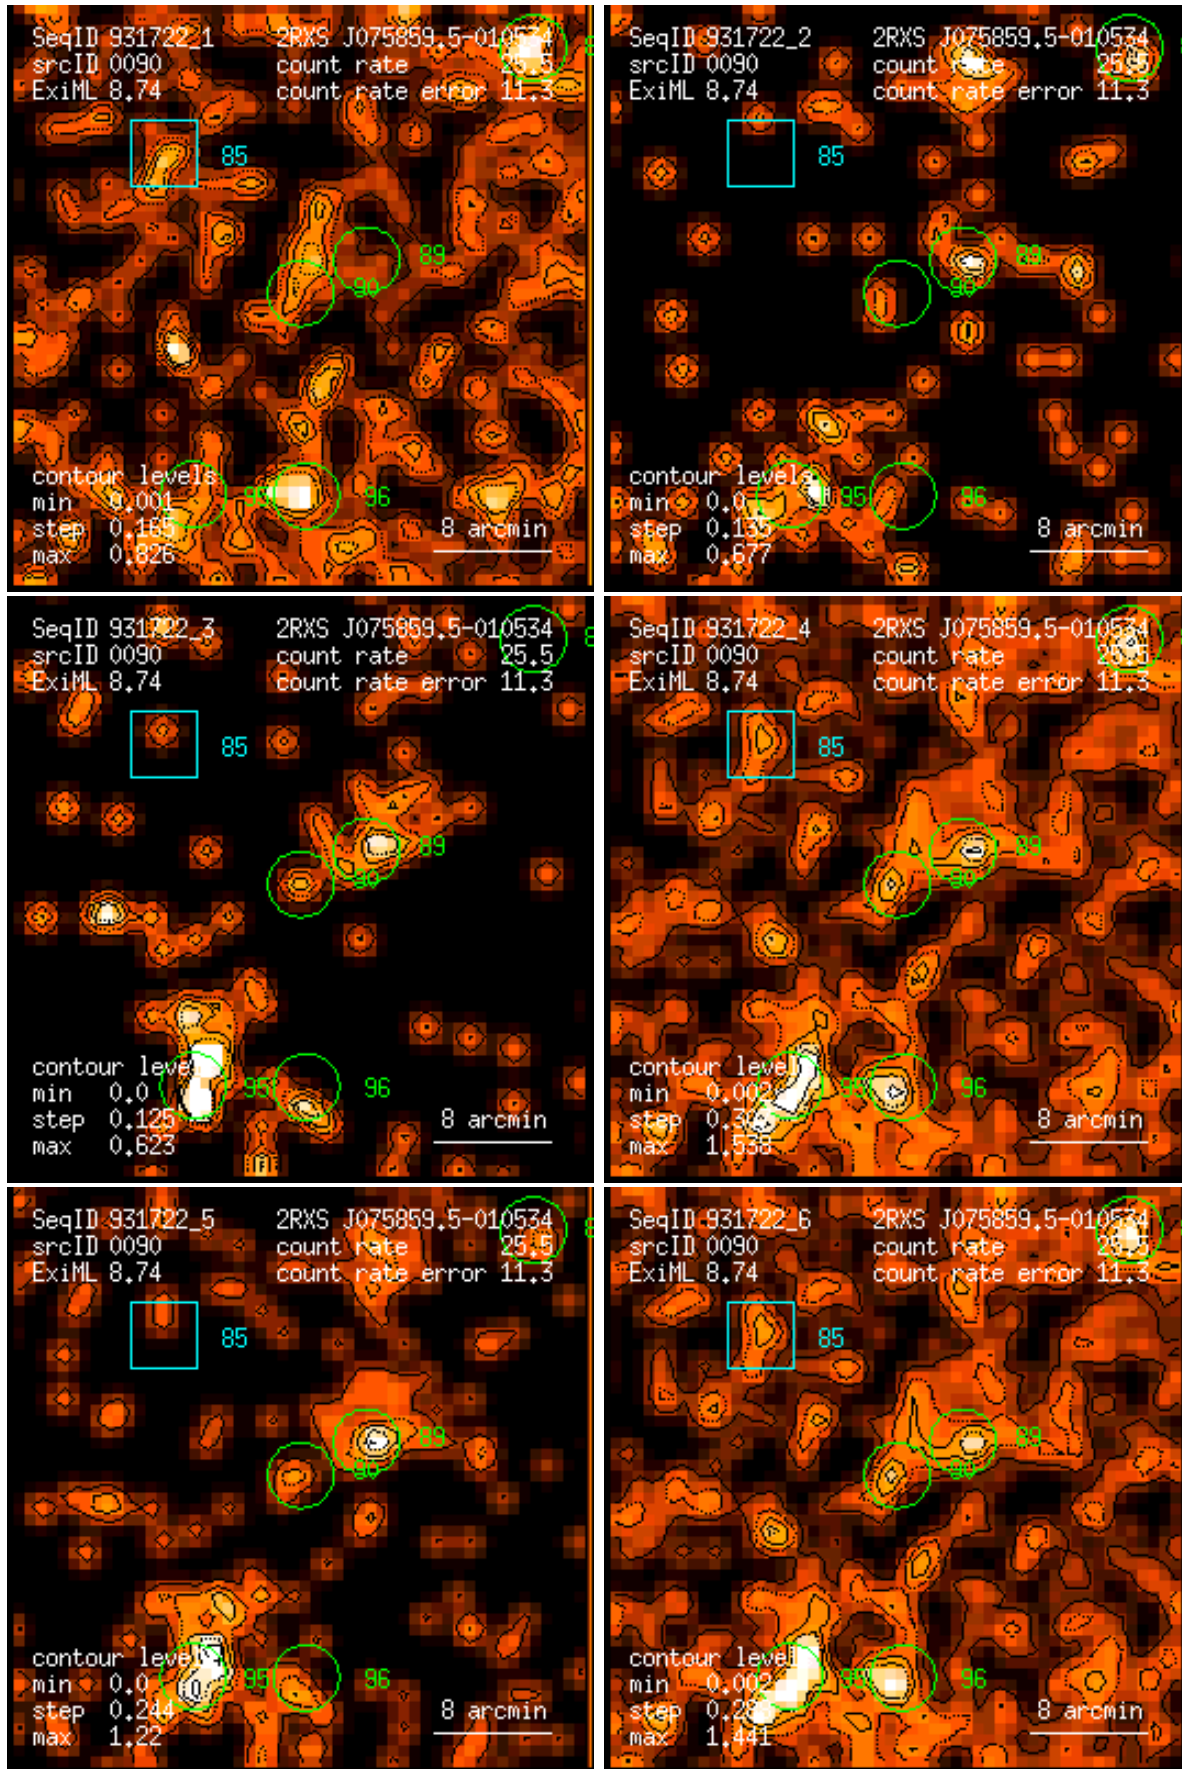 SeqID 931722_1 2RXS J075859.5-010534
srcID 0090 count rate 25.5
ExiML 8.74 count rate error 11.3
85
89
90
contour levels
95 96
min 0.001
step 0.165 8 arcmin
max 0.826
SeqID 931722_2 2RXS J075859.5-010534
srcID 0090 count rate 25.5
ExiML 8.74 count rate error 11.3
85
89
90
contour levels
95 96
min 0.0
step 0.135 8 arcmin
max 0.677
SeqID 931722_3 2RXS J075859.5-010534
srcID 0090 count rate 25.5
ExiML 8.74 count rate error 11.3
85
89
90
contour levels
95 96
min 0.0
step 0.125 8 arcmin
max 0.623
SeqID 931722_4 2RXS J075859.5-010534
srcID 0090 count rate 25.5
ExiML 8.74 count rate error 11.3
85
89
90
contour
95 96
min 0.002
step 8 arcmin
max 1.538
SeqID 931722_5 2RXS J075859.5-010534
srcID 0090 count rate 25.5
ExiML 8.74 count rate error 11.3
85
89
90
contour levels
95 96
min 0.0
step 0.244 8 arcmin
max 1.22
SeqID 931722_6 2RXS J075859.5-010534
srcID 0090 count rate 25.5
ExiML 8.74 count rate error 11.3
85
89
90
contour
95 96
min 0.002
step 8 arcmin
max 1.441